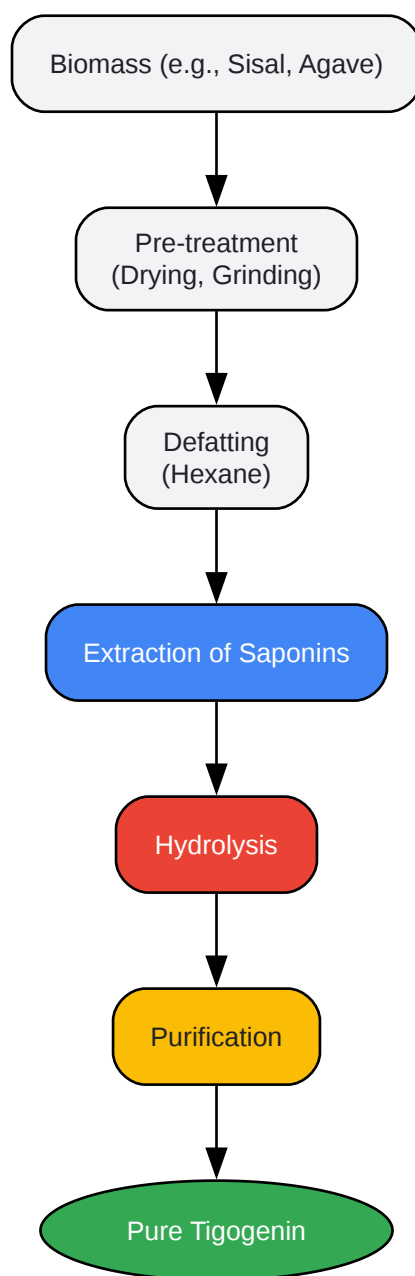 Biomass (e.g., Sisal, Agave)
Pre-treatment
(Drying, Grinding)
Defatting
(Hexane)
Extraction of Saponins
Hydrolysis
Purification
Pure Tigogenin